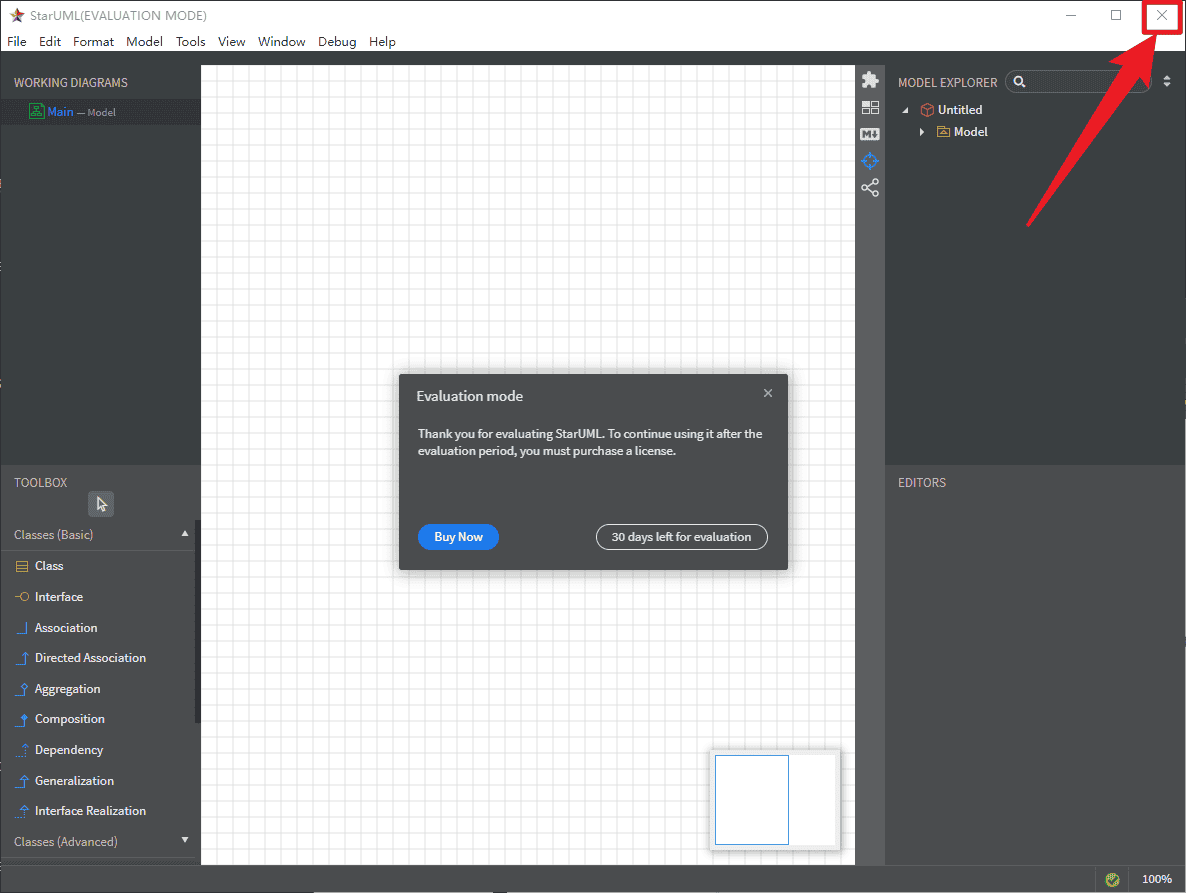 StarUML(EVALUATION MODE)
File Edit Format Model Tools View Window Debug Help
WORKING DIAGRAMS
Main — Model
TOOLBOX
Classes (Basic)
Class
Interface
Association
Directed Association
Aggregation
Composition
Dependency
Generalization
Interface Realization
Classes (Advanced)
Evaluation mode
Thank you for evaluating StarUML. To continue using it after the
evaluation period, you must purchase a license.
Buy Now
30 days left for evaluation
M
MODEL EXPLORER
Untitled
Model
EDITORS
100%